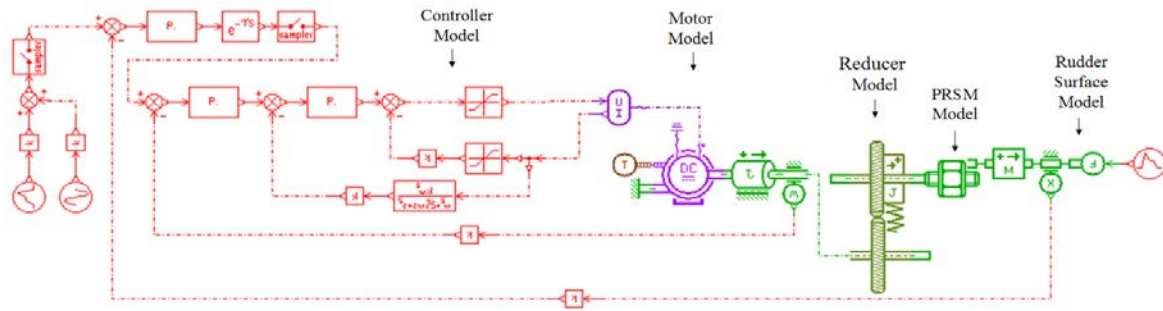 Controller
Model
Motor
Model
Reducer
Model
PRSM
Model
Rudder
Surface
Model
P.
e^-TS
sampler
sampler
P.
P.
U
I
K
K
K
T
DC
J
M
F
X
K
K
K